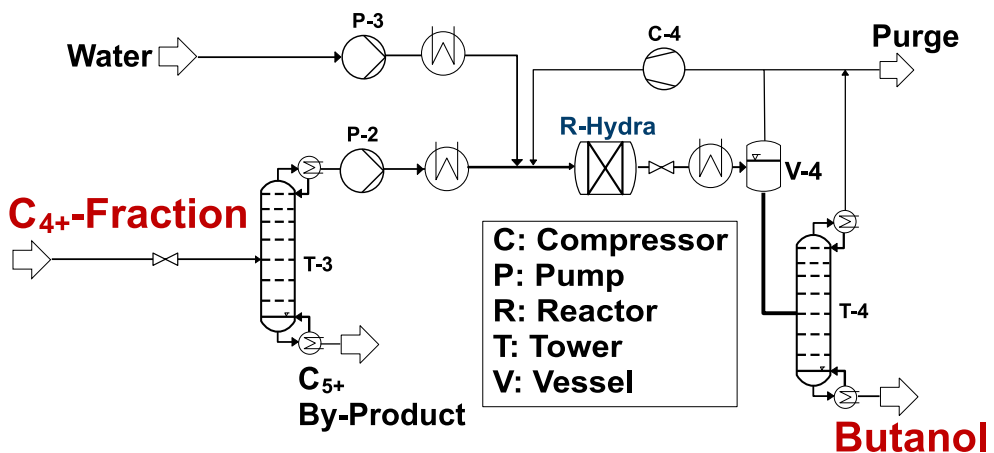 P-3
C-4
Water
Purge
P-2
R-Hydra
V-4
C4+-Fraction
T-3
C: Compressor
P: Pump
R: Reactor
T: Tower
V: Vessel
T-4
C5+
By-Product
Butanol